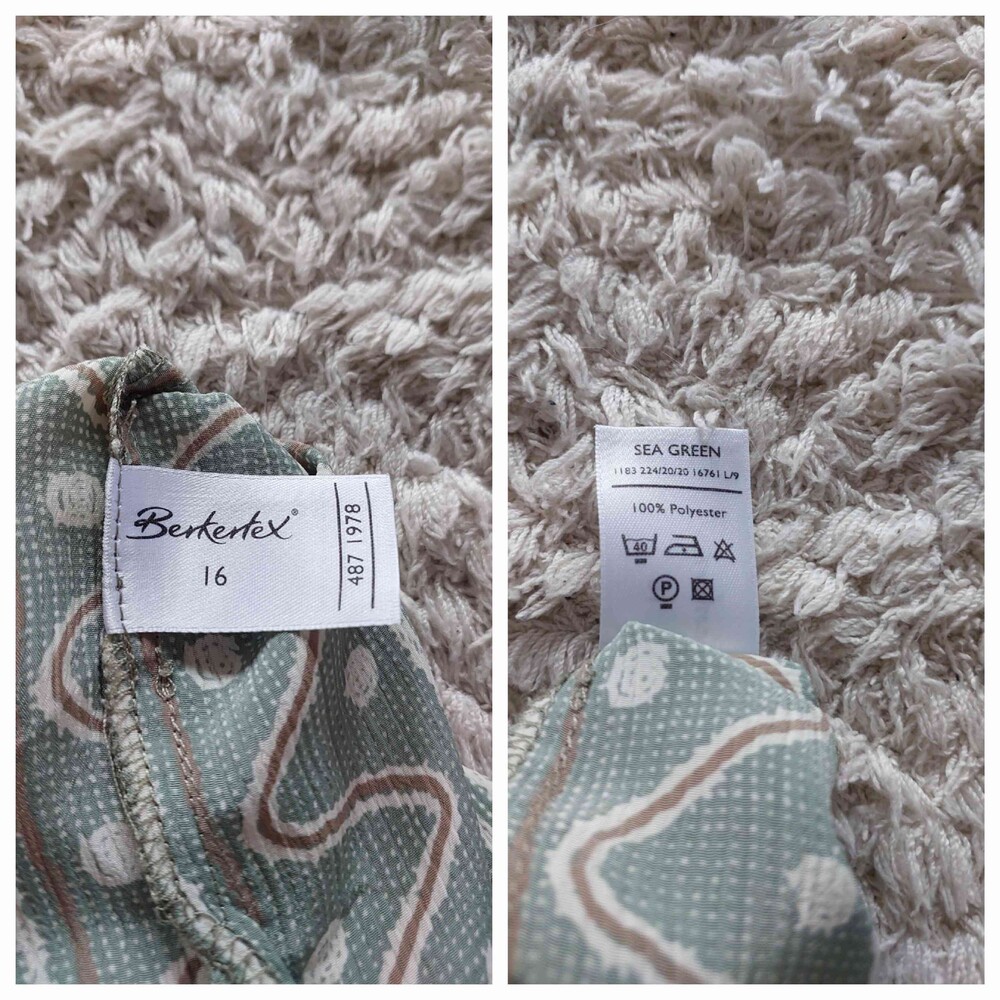 Berkertex®
16
487 1978
SEA GREEN
1183 224/20/20 16761 L/9
100% Polyester
40
P